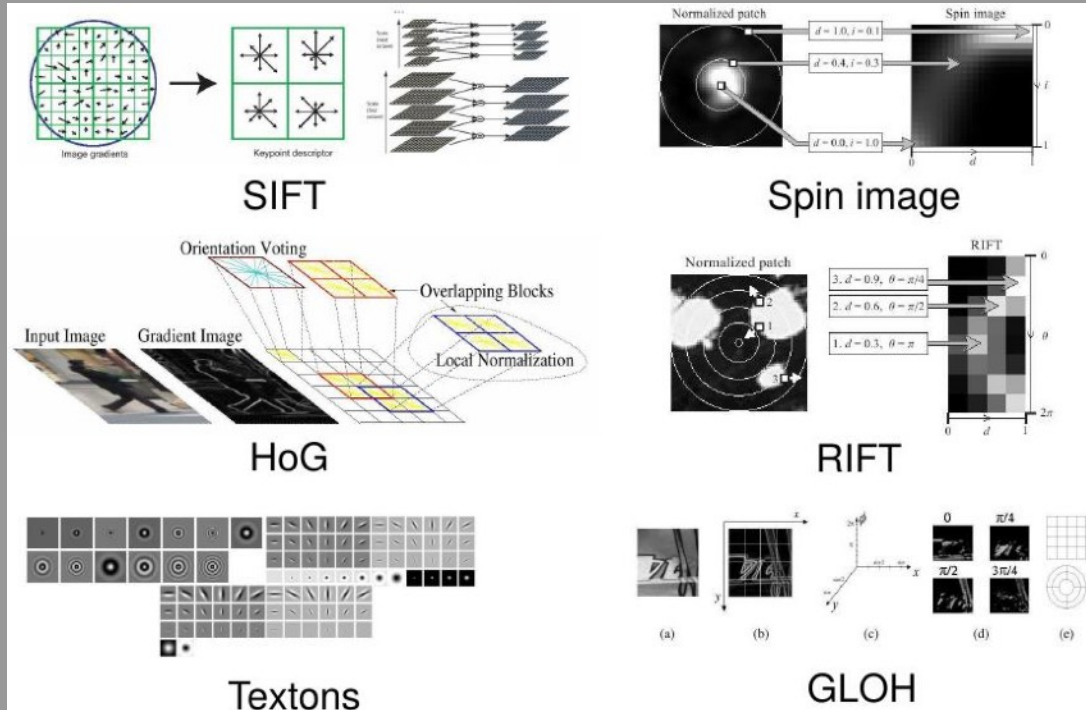 ...
Image gradients
Keypoint descriptor
SIFT
Normalized patch
Spin image
d = 1.0, i = 0.1
d = 0.4, i = 0.3
d = 0.0, i = 1.0
0
i
1
0
d
1
Spin image
Orientation Voting
Overlapping Blocks
Input Image
Gradient Image
Local Normalization
HoG
RIFT
Normalized patch
3. d = 0.9, θ = π/4
2. d = 0.6, θ = π/2
1. d = 0.3, θ = π
2
1
3
0
θ
2π
0
d
1
RIFT
Textons
x
y
x
y
0
π/4
π/2
3π/4
(a)
(b)
(c)
(d)
(e)
GLOH